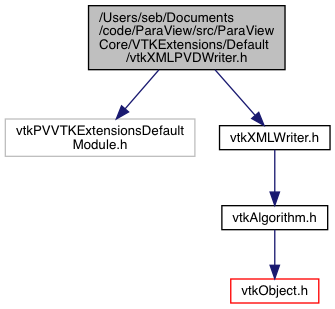 /Users/seb/Documents
/code/ParaView/src/ParaView
Core/VTKExtensions/Default
/vtkXMLPVDWriter.h
vtkPVVTKExtensionsDefault
Module.h
vtkXMLWriter.h
vtkAlgorithm.h
vtkObject.h